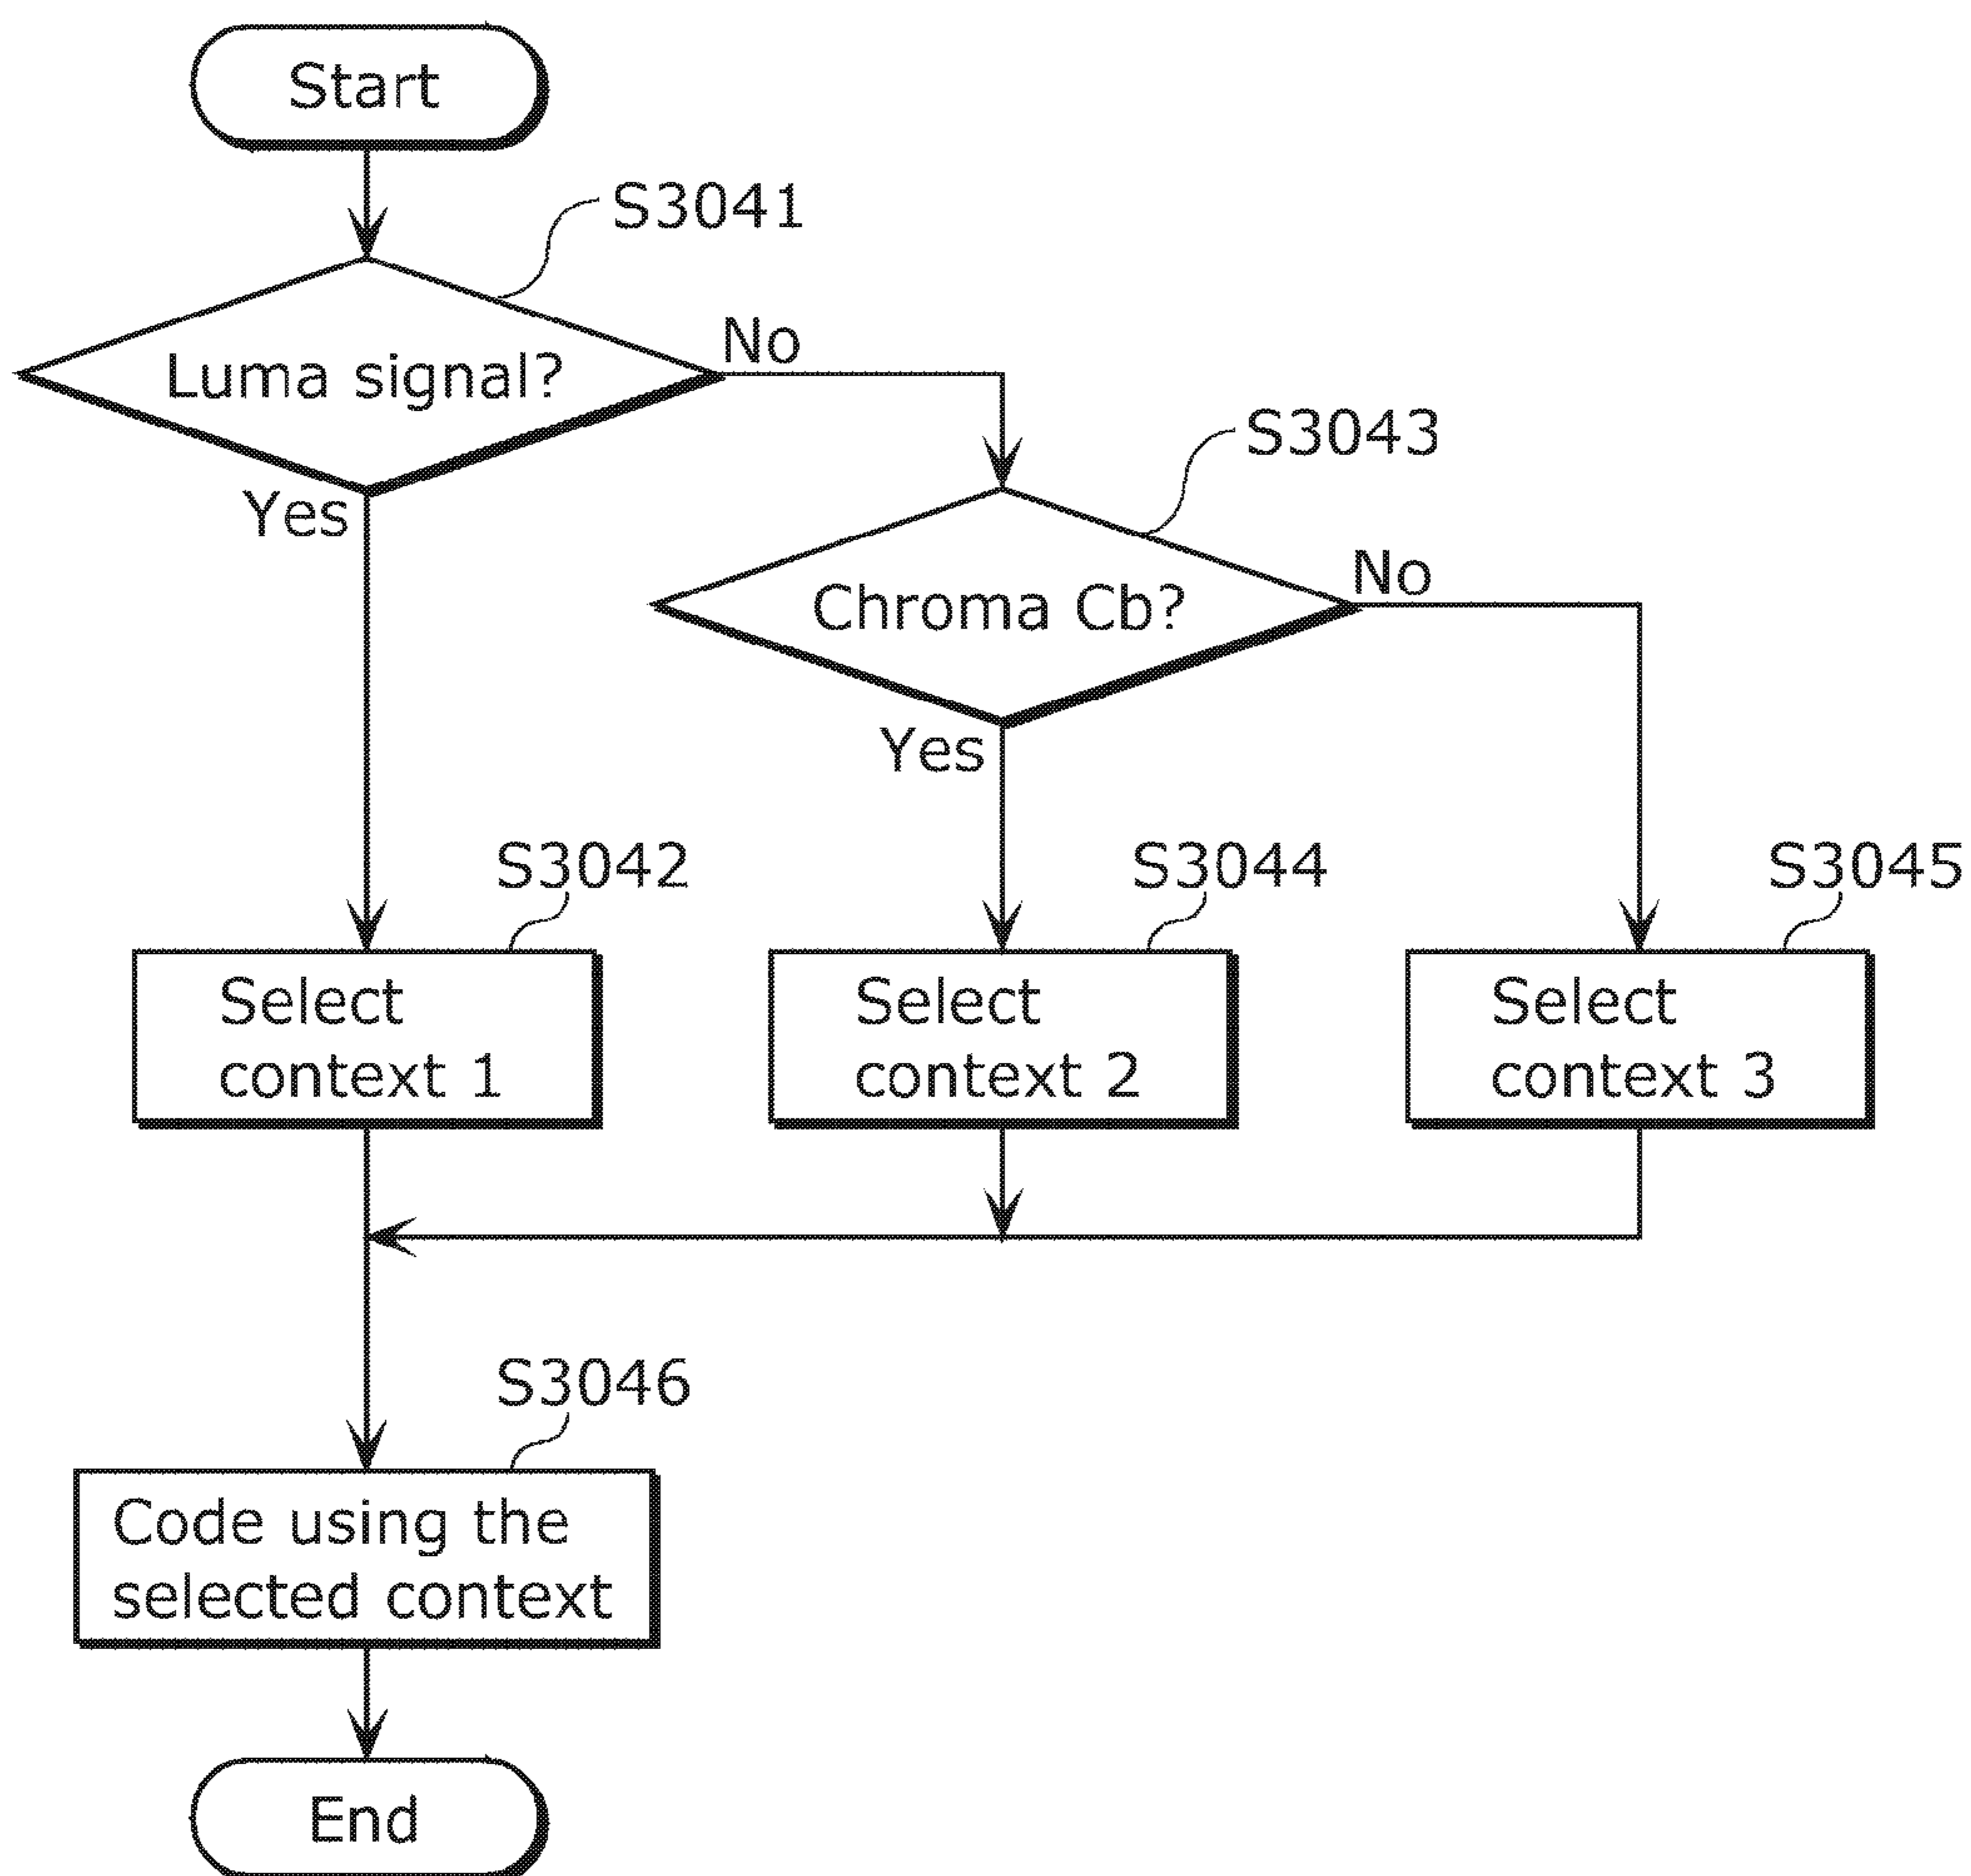 Start
S3041
Luma signal?
No
Yes
S3043
Chroma Cb?
No
Yes
S3042
Select
context 1
S3044
Select
context 2
S3045
Select
context 3
S3046
Code using the
selected context
End